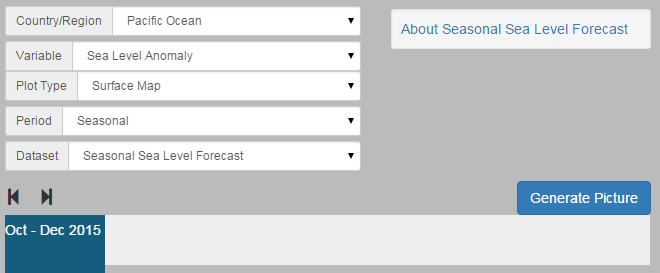 Country/Region Pacific Ocean
About Seasonal Sea Level Forecast
Variable Sea Level Anomaly
Plot Type Surface Map
Period Seasonal
Dataset Seasonal Sea Level Forecast
Generate Picture
Oct - Dec 2015